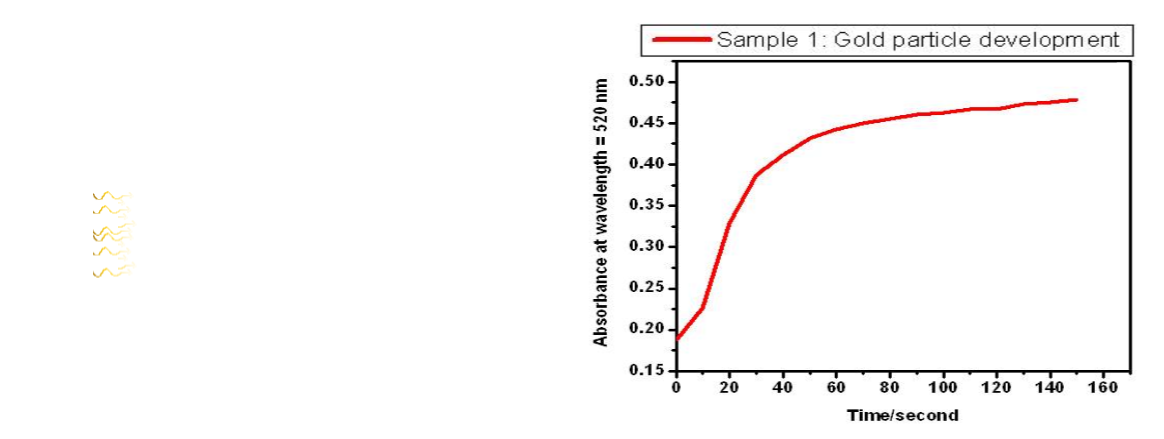 Sample 1: Gold particle development
Absorbance at wavelength = 520 nm
0.50
0.45
0.40
0.35
0.30
0.25
0.20
0.15
0 20 40 60 80 100 120 140 160
Time/second